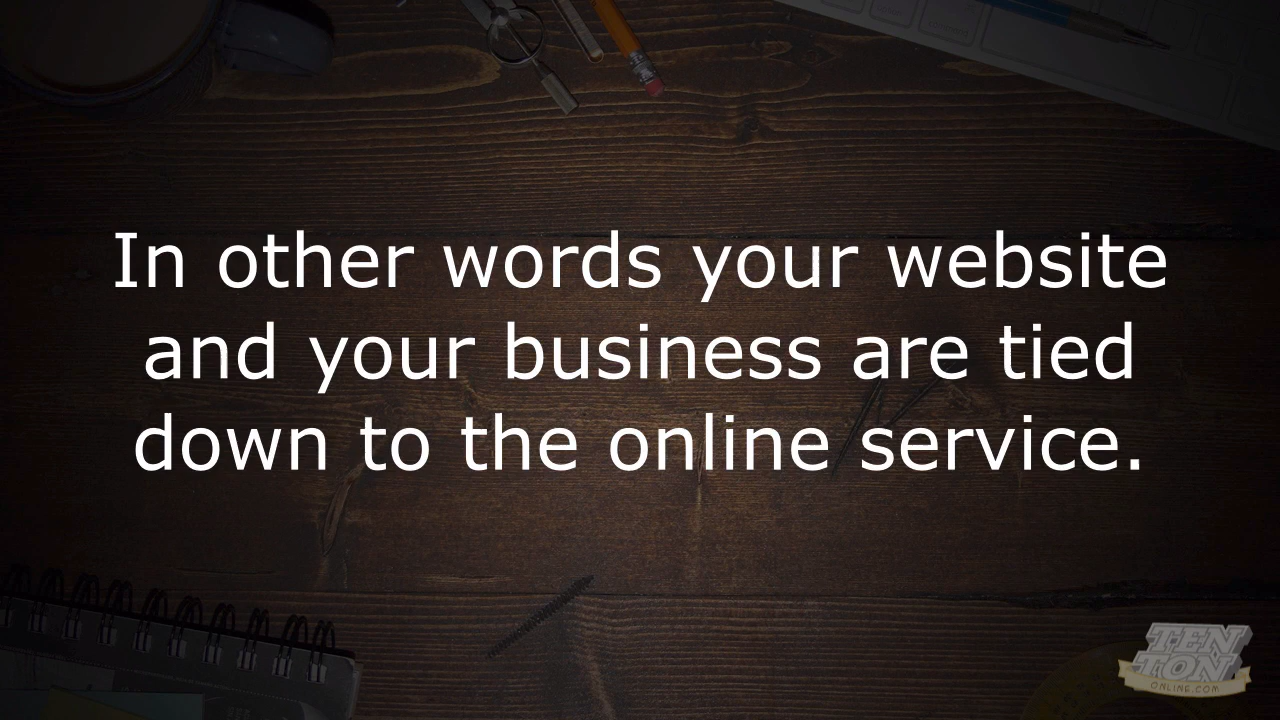 In other words your website
and your business are tied
down to the online service.
TEN
TON
ONLINE.COM